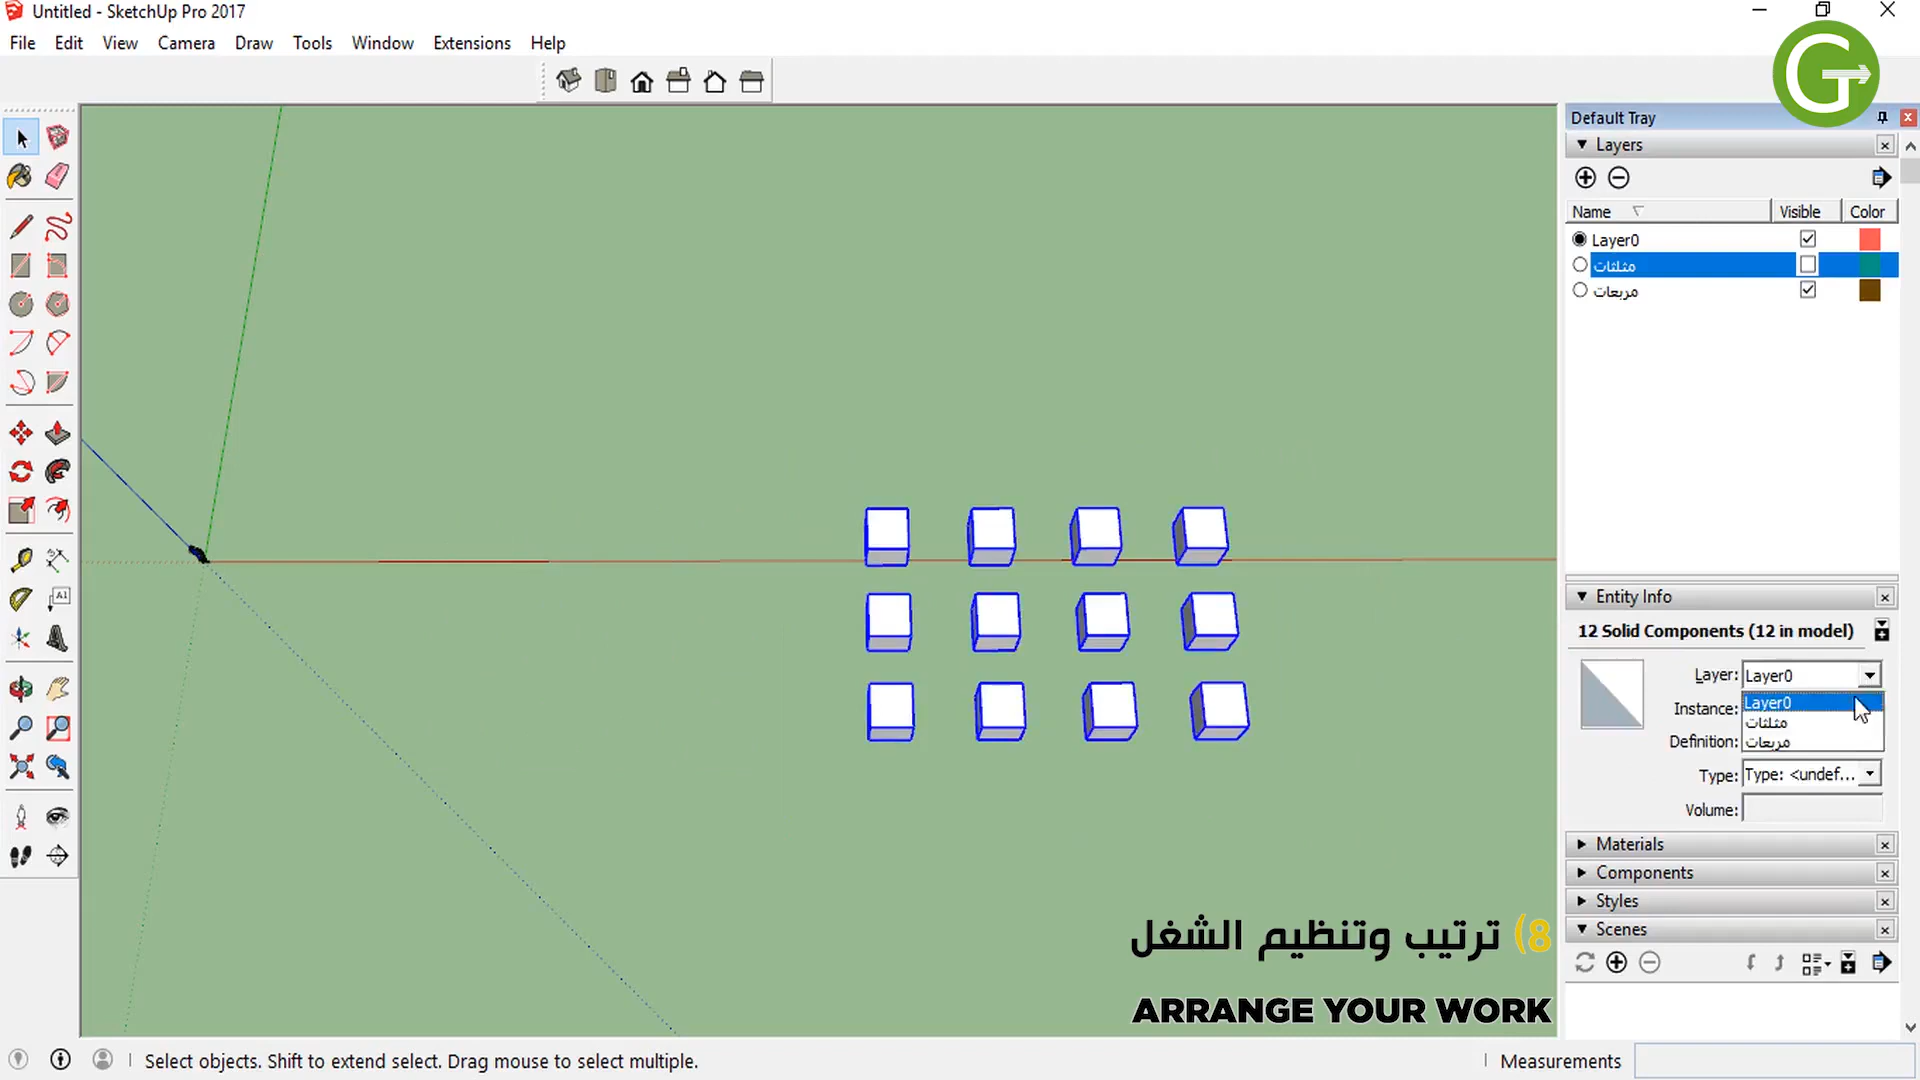 Untitled - SketchUp Pro 2017
File Edit View Camera Draw Tools Window Extensions Help
G
Default Tray
Layers
Name Visible Color
Layer0
مثلثات
مربعات
Entity Info
12 Solid Components (12 in model)
Layer: Layer0
Layer0
Instance:
مثلثات
Definition:
مربعات
Type: Type: <undef...
Volume:
Materials
Components
Styles
Scenes
A1
8) ترتيب وتنظيم الشغل
ARRANGE YOUR WORK
Select objects. Shift to extend select. Drag mouse to select multiple.
Measurements